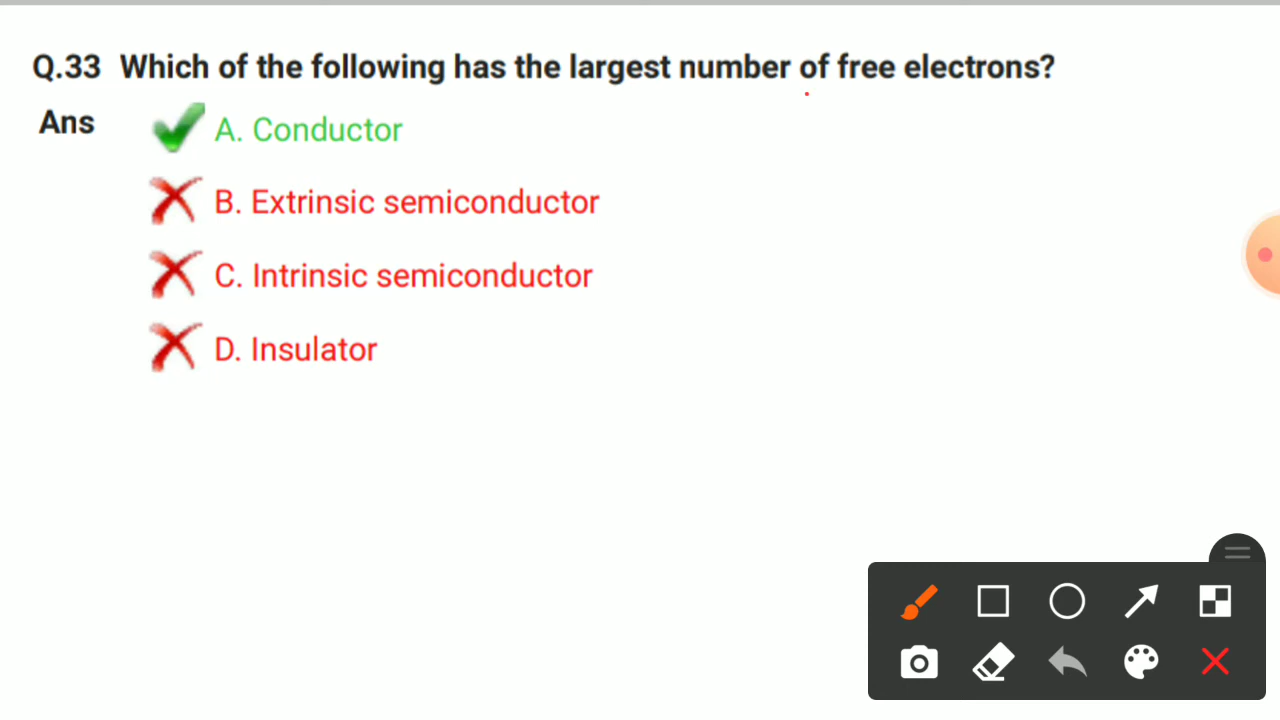 Q.33 Which of the following has the largest number of free electrons?
Ans A. Conductor
B. Extrinsic semiconductor
C. Intrinsic semiconductor
D. Insulator